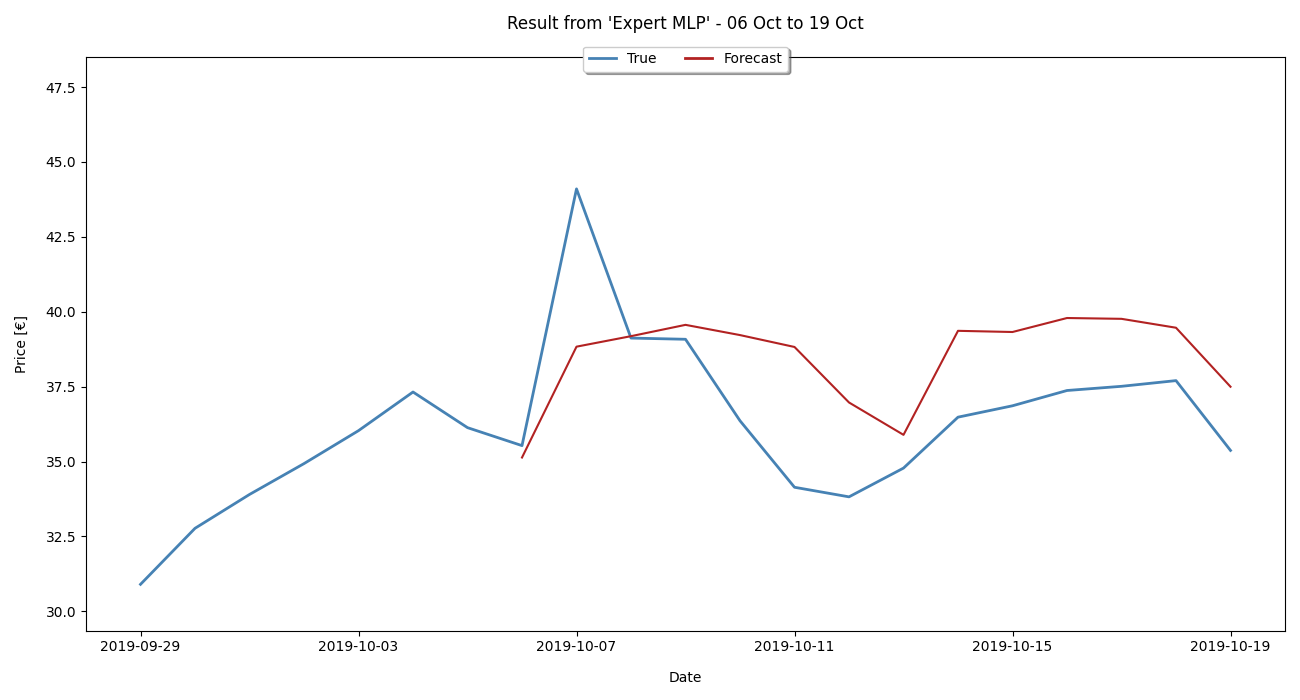 Result from 'Expert MLP' - 06 Oct to 19 Oct
True Forecast
47.5
45.0
42.5
40.0
37.5
35.0
32.5
30.0
Price [€]
2019-09-29 2019-10-03 2019-10-07 2019-10-11 2019-10-15 2019-10-19
Date